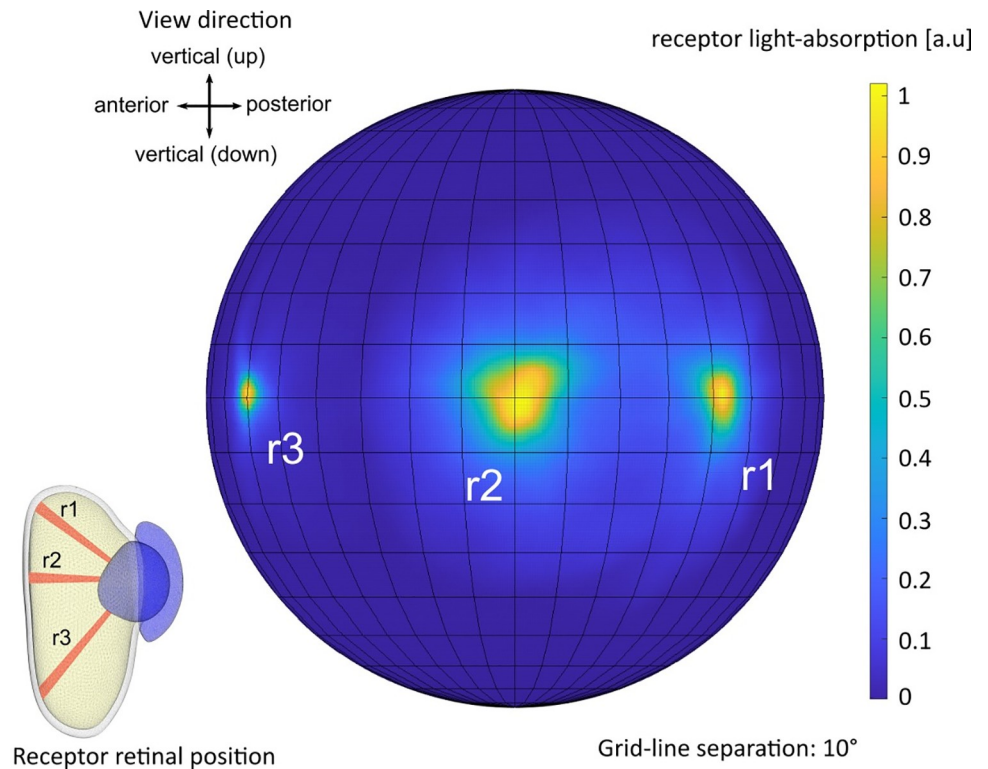 View direction
vertical (up)
anterior posterior
vertical (down)
receptor light-absorption [a.u]
1
0.9
0.8
0.7
0.6
0.5
0.4
0.3
0.2
0.1
0
r3
r2
r1
r1
r2
r3
Receptor retinal position
Grid-line separation: 10°